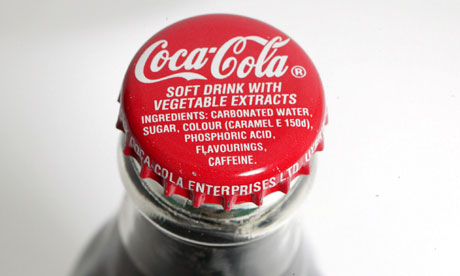 Coca-Cola ®
SOFT DRINK WITH
VEGETABLE EXTRACTS
INGREDIENTS: CARBONATED WATER,
SUGAR, COLOUR (CARAMEL E 150d),
PHOSPHORIC ACID,
FLAVOURINGS,
CAFFEINE.
COCA-COLA ENTERPRISES LTD.